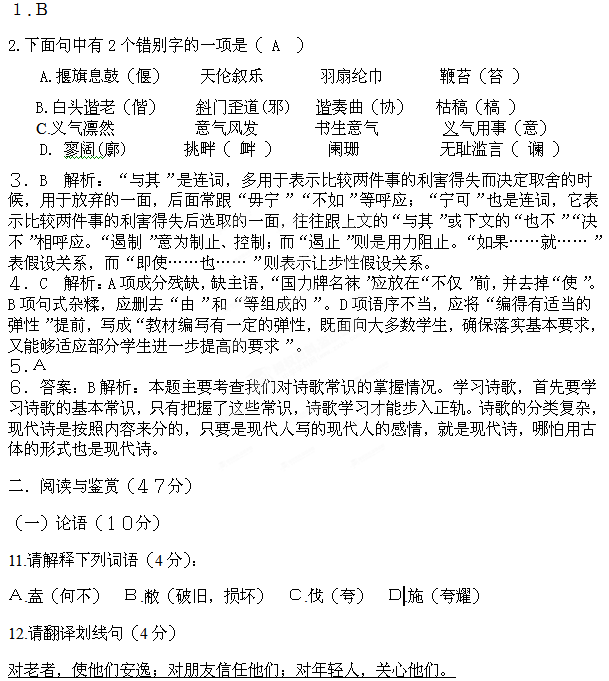 １.Ｂ
2.下面句中有 2 个错别字的一项是（ A ）
A.揠旗息鼓（偃） 天伦叙乐 羽扇纶巾 鞭苔（笞 ）
B.白头谐老（偕） 斜门歪道(邪) 谐奏曲（协） 枯稿（槁 ）
C.义气凛然 意气风发 书生意气 义气用事（意）
D. 寥阔(廓) 挑畔（ 衅 ） 阑珊 无耻滥言（ 谰 ）
３．B 解析：“与其 ”是连词，多用于表示比较两件事的利害得失而决定取舍的时
候，用于放弃的一面，后面常跟“毋宁 ”“不如 ”等呼应；“宁可 ”也是连词，它表
示比较两件事的利害得失后选取的一面，往往跟上文的“与其 ”或下文的“也不 ”“决
不 ”相呼应。“遏制 ”意为制止、控制；而“遏止 ”则是用力阻止。“如果……就…… ”
表假设关系，而“即使……也…… ”则表示让步性假设关系。
４．C 解析：A项成分残缺，缺主语，“国力牌名袜 ”应放在“不仅 ”前，并去掉“使 ”。
B 项句式杂糅，应删去“由 ”和“等组成的 ”。D 项语序不当，应将“编得有适当的
弹性 ”提前，写成“教材编写有一定的弹性，既面向大多数学生，确保落实基本要求，
又能够适应部分学生进一步提高的要求 ”。
５.Ａ
６．答案：B 解析：本题主要考查我们对诗歌常识的掌握情况。学习诗歌，首先要学
习诗歌的基本常识，只有把握了这些常识，诗歌学习才能步入正轨。诗歌的分类复杂，
现代诗是按照内容来分的，只要是现代人写的现代人的感情，就是现代诗，哪怕用古
体的形式也是现代诗。
二．阅读与鉴赏（４７分）
（一）论语（１０分）
11.请解释下列词语（4 分）：
Ａ.盍（何不） Ｂ.敝（破旧，损坏） Ｃ.伐（夸） Ｄ.施（夸耀）
12.请翻译划线句（4 分）
对老者，使他们安逸；对朋友信任他们；对年轻人，关心他们。